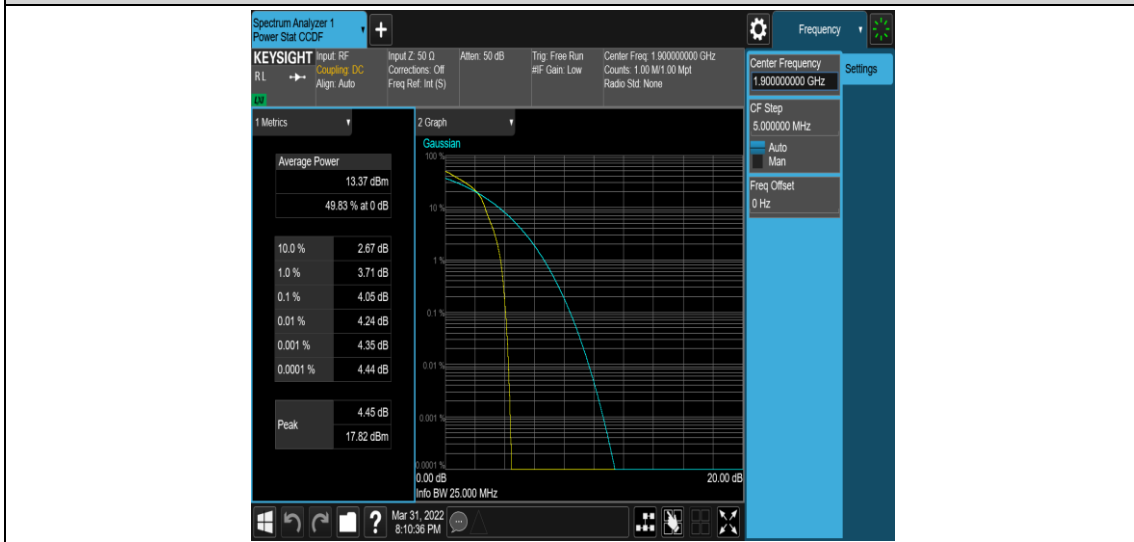 Spectrum Analyzer 1
Power Stat CCDF
Frequency
KEYSIGHT
RL
LXI
Input: RF
Coupling: DC
Align: Auto
Input Z: 50 Ω
Corrections: Off
Freq Ref: Int (S)
Atten: 50 dB
Trig: Free Run
#IF Gain: Low
Center Freq: 1.900000000 GHz
Counts: 1.00 M/1.00 Mpt
Radio Std: None
Center Frequency
1.900000000 GHz
Settings
CF Step
5.000000 MHz
Auto
Man
Freq Offset
0 Hz
1 Metrics
Average Power
13.37 dBm
49.83 % at 0 dB
10.0 % 2.67 dB
1.0 % 3.71 dB
0.1 % 4.05 dB
0.01 % 4.24 dB
0.001 % 4.35 dB
0.0001 % 4.44 dB
Peak
4.45 dB
17.82 dBm
2 Graph
Gaussian
100 %
10 %
1 %
0.1 %
0.01 %
0.001 %
0.0001 %
0.00 dB
20.00 dB
Info BW 25.000 MHz
?
Mar 31, 2022
8:10:36 PM